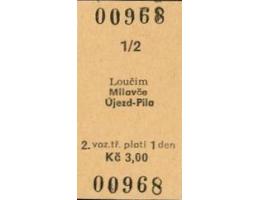 00968
1/2
Loučim
Milavče
Újezd-Pila
2. voz.tř. platí 1 den
Kč 3,00
00968